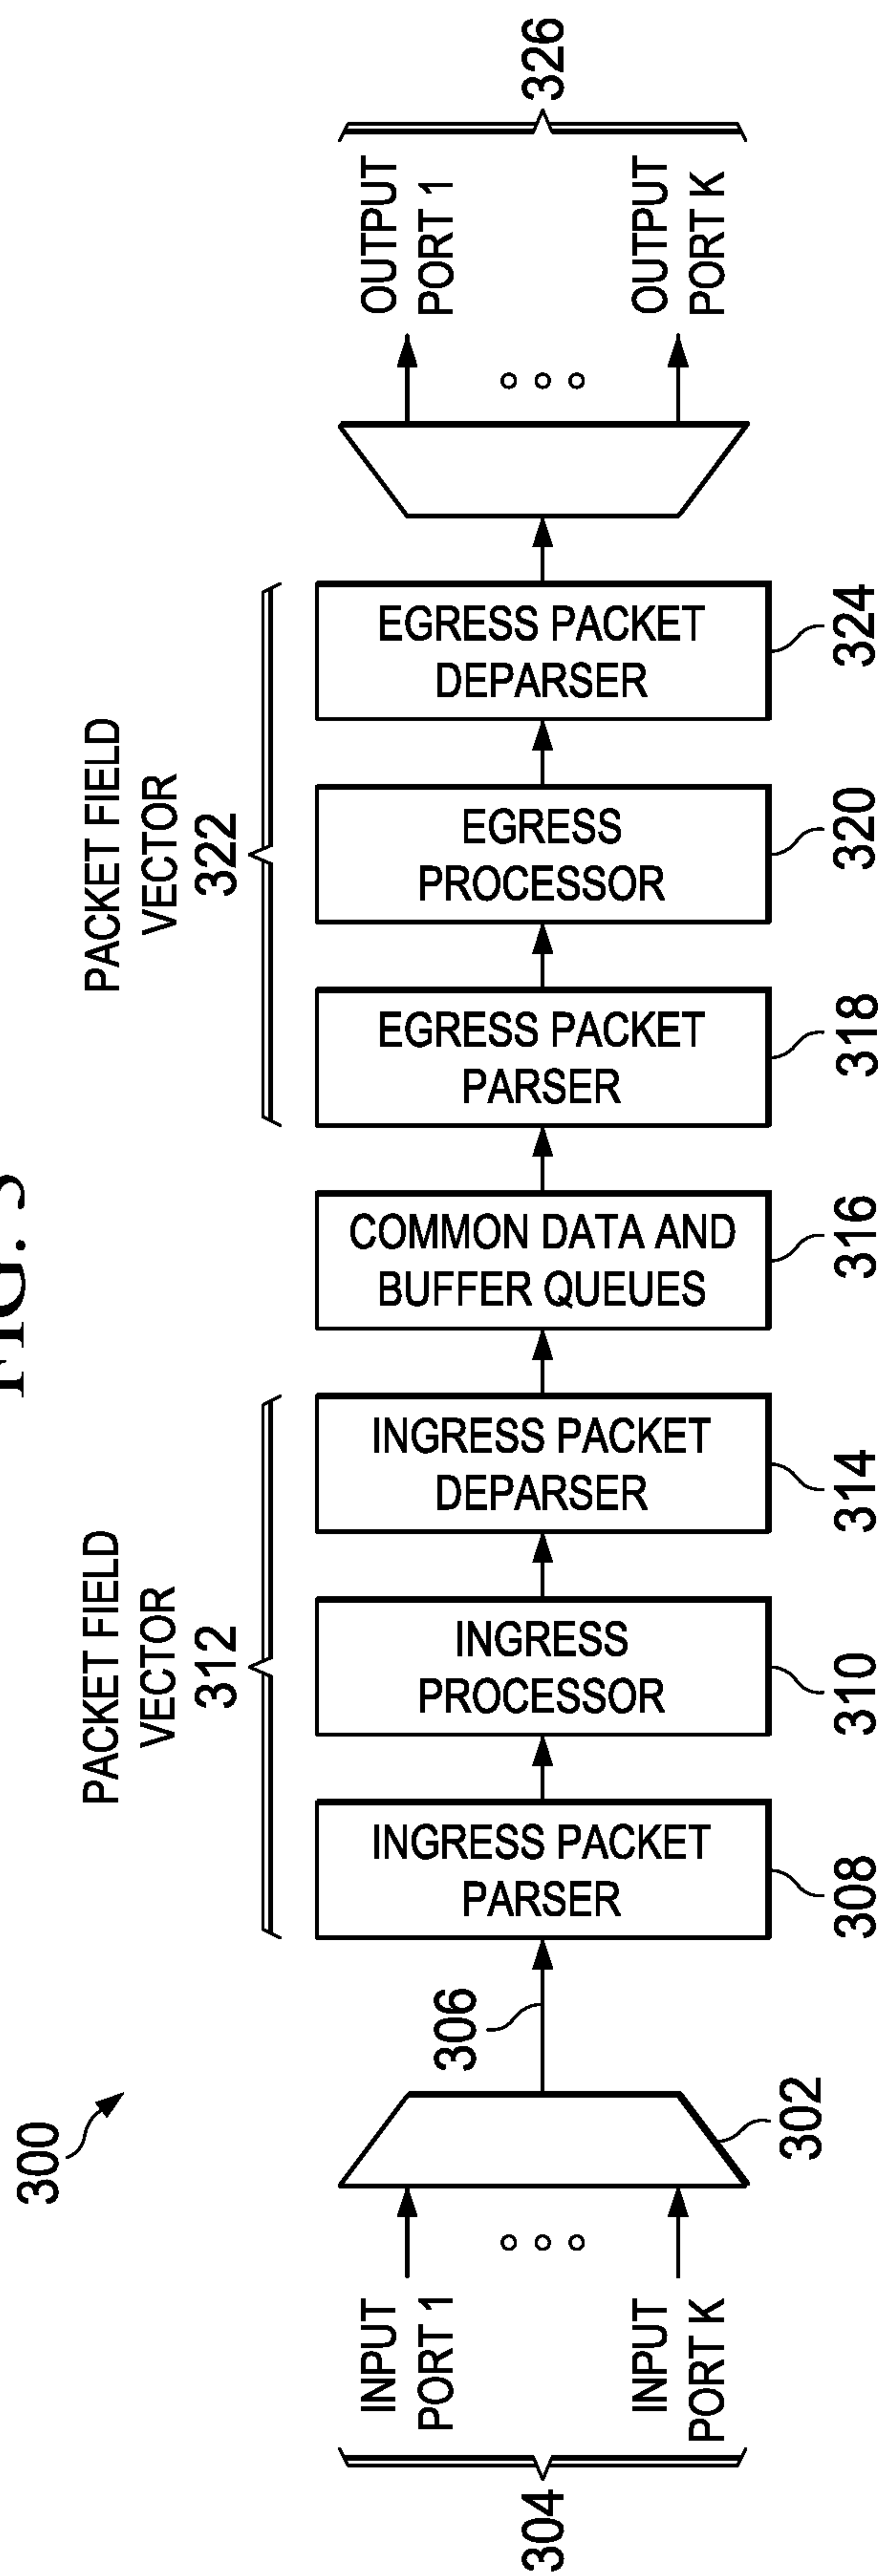 FIG. 3
300
304
INPUT
PORT 1
INPUT
PORT K
302
306
PACKET FIELD
VECTOR
312
INGRESS PACKET
PARSER
308
INGRESS
PROCESSOR
310
INGRESS PACKET
DEPARSER
314
COMMON DATA AND
BUFFER QUEUES
316
PACKET FIELD
VECTOR
322
EGRESS PACKET
PARSER
318
EGRESS
PROCESSOR
320
EGRESS PACKET
DEPARSER
324
OUTPUT
PORT 1
OUTPUT
PORT K
326